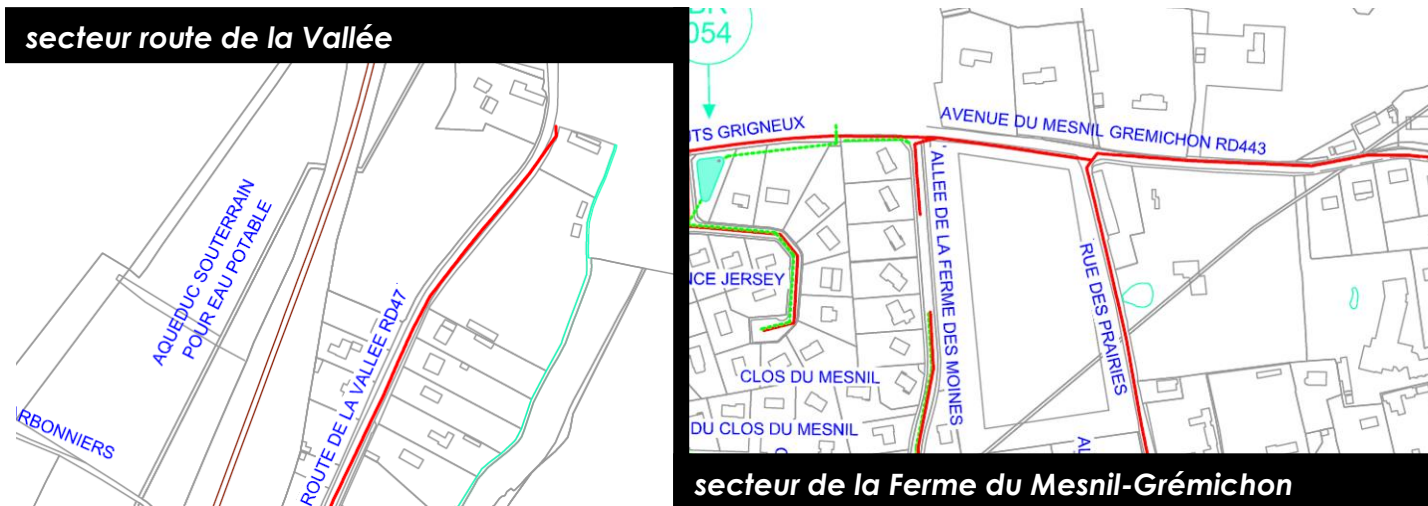 secteur route de la Vallée
AQUEDUC SOUTERRAIN
POUR EAU POTABLE
ROUTE DE LA VALLEE RD47
RBONNIERS
054
UTS GRIGNEUX
AVENUE DU MESNIL GREMICHON RD443
ALLEE DE LA FERME DES MOINES
RUE DES PRAIRIES
NCE JERSEY
CLOS DU MESNIL
DU CLOS DU MESNIL
secteur de la Ferme du Mesnil-Grémichon